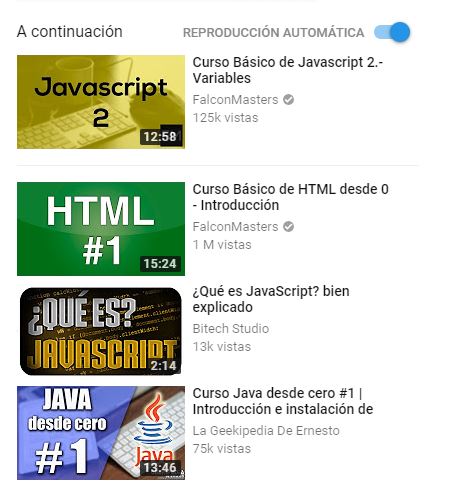 A continuación
REPRODUCCIÓN AUTOMÁTICA
Javascript
2
12:58
Curso Básico de Javascript 2.-
Variables
FalconMasters
125k vistas
HTML
#1
15:24
Curso Básico de HTML desde 0
- Introducción
FalconMasters
1 M vistas
¿QUÉ ES?
JAVASCRIPT
2:14
¿Qué es JavaScript? bien
explicado
Bitech Studio
13k vistas
JAVA
desde cero
#1
Java
13:46
Curso Java desde cero #1 |
Introducción e instalación de
La Geekipedia De Ernesto
75k vistas